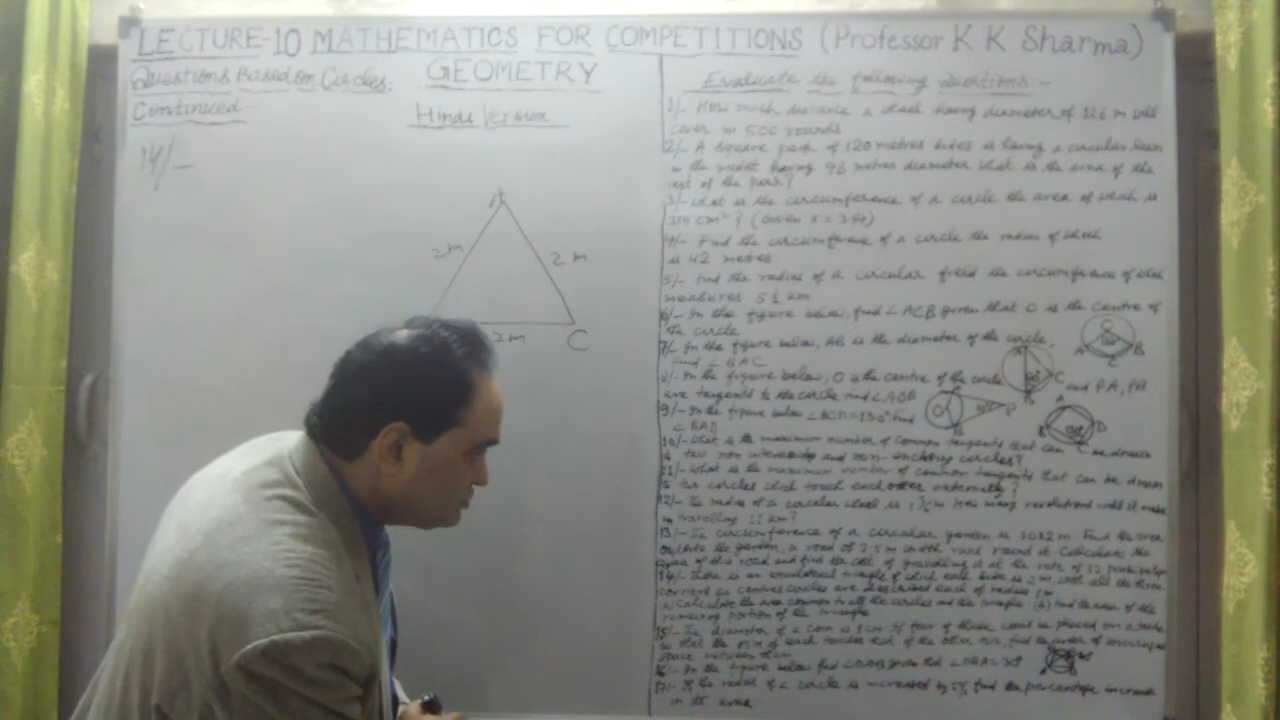 LECTURE-10 MATHEMATICS FOR COMPETITIONS (Professor K K Sharma)
GEOMETRY
Questions Based on Circles:
Continued...
Hindi Version
14/-
A
2 m
2 m
2m
C
Evaluate the following Questions:-
1/- How much distance a wheel having diameter of 126 m will
cover in 500 rounds
2/- A square park of 120 metres sides is having a circular
in the midst having 98 metres diameter what is the area of the
rest of the park?
3/- What is the circumference of a circle the area of which is
314 cm²? (Given π = 3.14)
4/- Find the circumference of a circle the radius of which
is 42 metres
5/- Find the radius of a circular field the circumference of which
measures 5 1/2 km
6/- In the figure below, find ∠ACB given that O is the centre of
the circle
7/- In the figure below, AB is the diameter of the circle,
find ∠BAC
8/- In the figure below, O is the centre of the circle and PA, PB
are tangents to the circle find ∠AOB
9/- In the figure below ∠BCD=130° find
∠BAD
10/- What is the maximum number of common tangents that can be drawn
to two non intersecting and non-enclosing circles?
11/- What is the maximum number of common tangents that can be drawn
to two circles which touch each other externally?
12/- The radius of a circular wheel is 1 3/4 m How many revolutions will it make
in travelling 11 km?
13/- The circumference of a circular garden is 1012 m. Find the area
outside the garden, a road of 3.5 m width runs round it Calculate the
area of this road and find the cost of gravelling it at the rate of 32
14/- There is an equilateral triangle of which each side is 2 m, with all the three
corners as centres circles are described each of radius 1m
a) Calculate the area common to all the circles and the triangle (b) Find the area of the
remaining portion of the triangle
15/- The diameter of a coin is 1 cm If four of these coins be placed on a table
so that the rim of each touches that of the other two, find the area of
space between them
16/- In the figure below find ∠DAB given that ∠DBA=30°
17/- If the radius of a circle is increased by 5% find the percentage increase
in its area